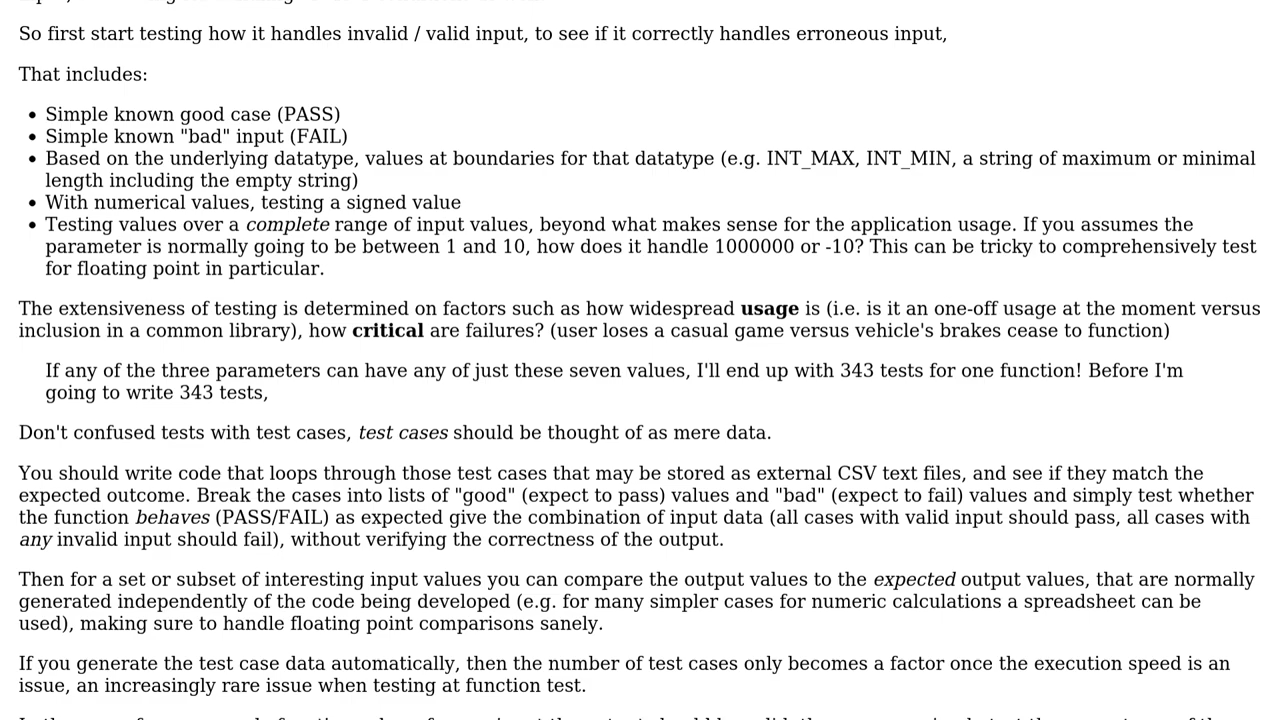 So first start testing how it handles invalid / valid input, to see if it correctly handles erroneous input,
That includes:
Simple known good case (PASS)
Simple known "bad" input (FAIL)
Based on the underlying datatype, values at boundaries for that datatype (e.g. INT_MAX, INT_MIN, a string of maximum or minimal
length including the empty string)
With numerical values, testing a signed value
Testing values over a complete range of input values, beyond what makes sense for the application usage. If you assumes the
parameter is normally going to be between 1 and 10, how does it handle 1000000 or -10? This can be tricky to comprehensively test
for floating point in particular.
The extensiveness of testing is determined on factors such as how widespread usage is (i.e. is it an one-off usage at the moment versus
inclusion in a common library), how critical are failures? (user loses a casual game versus vehicle's brakes cease to function)
If any of the three parameters can have any of just these seven values, I'll end up with 343 tests for one function! Before I'm
going to write 343 tests,
Don't confused tests with test cases, test cases should be thought of as mere data.
You should write code that loops through those test cases that may be stored as external CSV text files, and see if they match the
expected outcome. Break the cases into lists of "good" (expect to pass) values and "bad" (expect to fail) values and simply test whether
the function behaves (PASS/FAIL) as expected give the combination of input data (all cases with valid input should pass, all cases with
any invalid input should fail), without verifying the correctness of the output.
Then for a set or subset of interesting input values you can compare the output values to the expected output values, that are normally
generated independently of the code being developed (e.g. for many simpler cases for numeric calculations a spreadsheet can be
used), making sure to handle floating point comparisons sanely.
If you generate the test case data automatically, then the number of test cases only becomes a factor once the execution speed is an
issue, an increasingly rare issue when testing at function test.